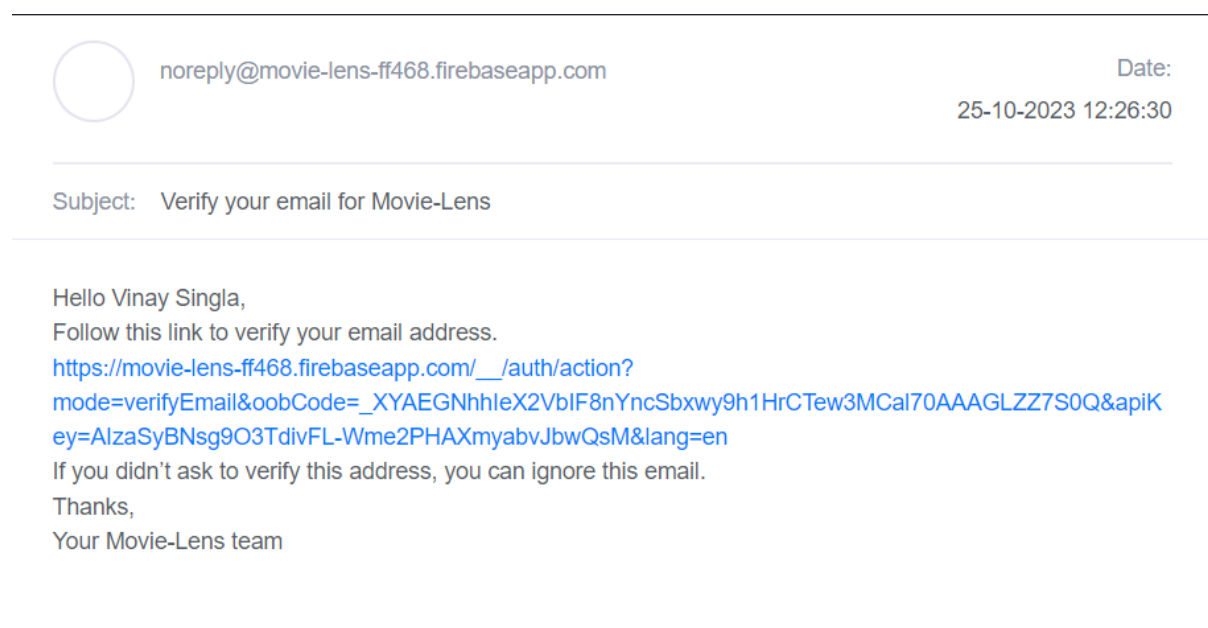 noreply@movie-lens-ff468.firebaseapp.com
Date:
25-10-2023 12:26:30
Subject: Verify your email for Movie-Lens
Hello Vinay Singla,
Follow this link to verify your email address.
https://movie-lens-ff468.firebaseapp.com/__/auth/action?
mode=verifyEmail&oobCode=_XYAEGNhhIeX2VbIF8nYncSbxwy9h1HrCTew3MCal70AAAGLZZ7S0Q&apiK
ey=AIzaSyBNsg9O3TdivFL-Wme2PHAXmyabvJbwQsM&lang=en
If you didn’t ask to verify this address, you can ignore this email.
Thanks,
Your Movie-Lens team